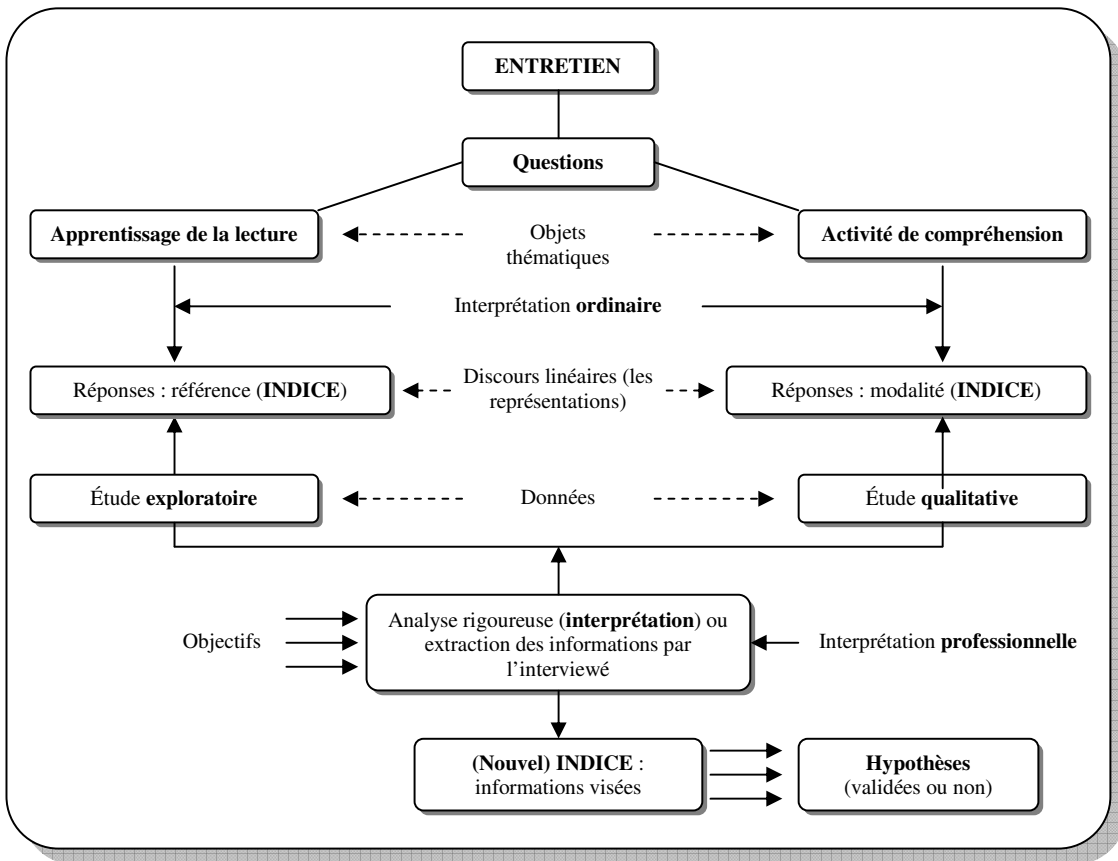 ENTRETIEN
Questions
Apprentissage de la lecture
Objets
thématiques
Activité de compréhension
Interprétation ordinaire
Réponses : référence (INDICE)
Discours linéaires (les
représentations)
Réponses : modalité (INDICE)
Étude exploratoire
Données
Étude qualitative
Objectifs
Analyse rigoureuse (interprétation) ou
extraction des informations par
l’interviewé
Interprétation professionnelle
(Nouvel) INDICE :
informations visées
Hypothèses
(validées ou non)